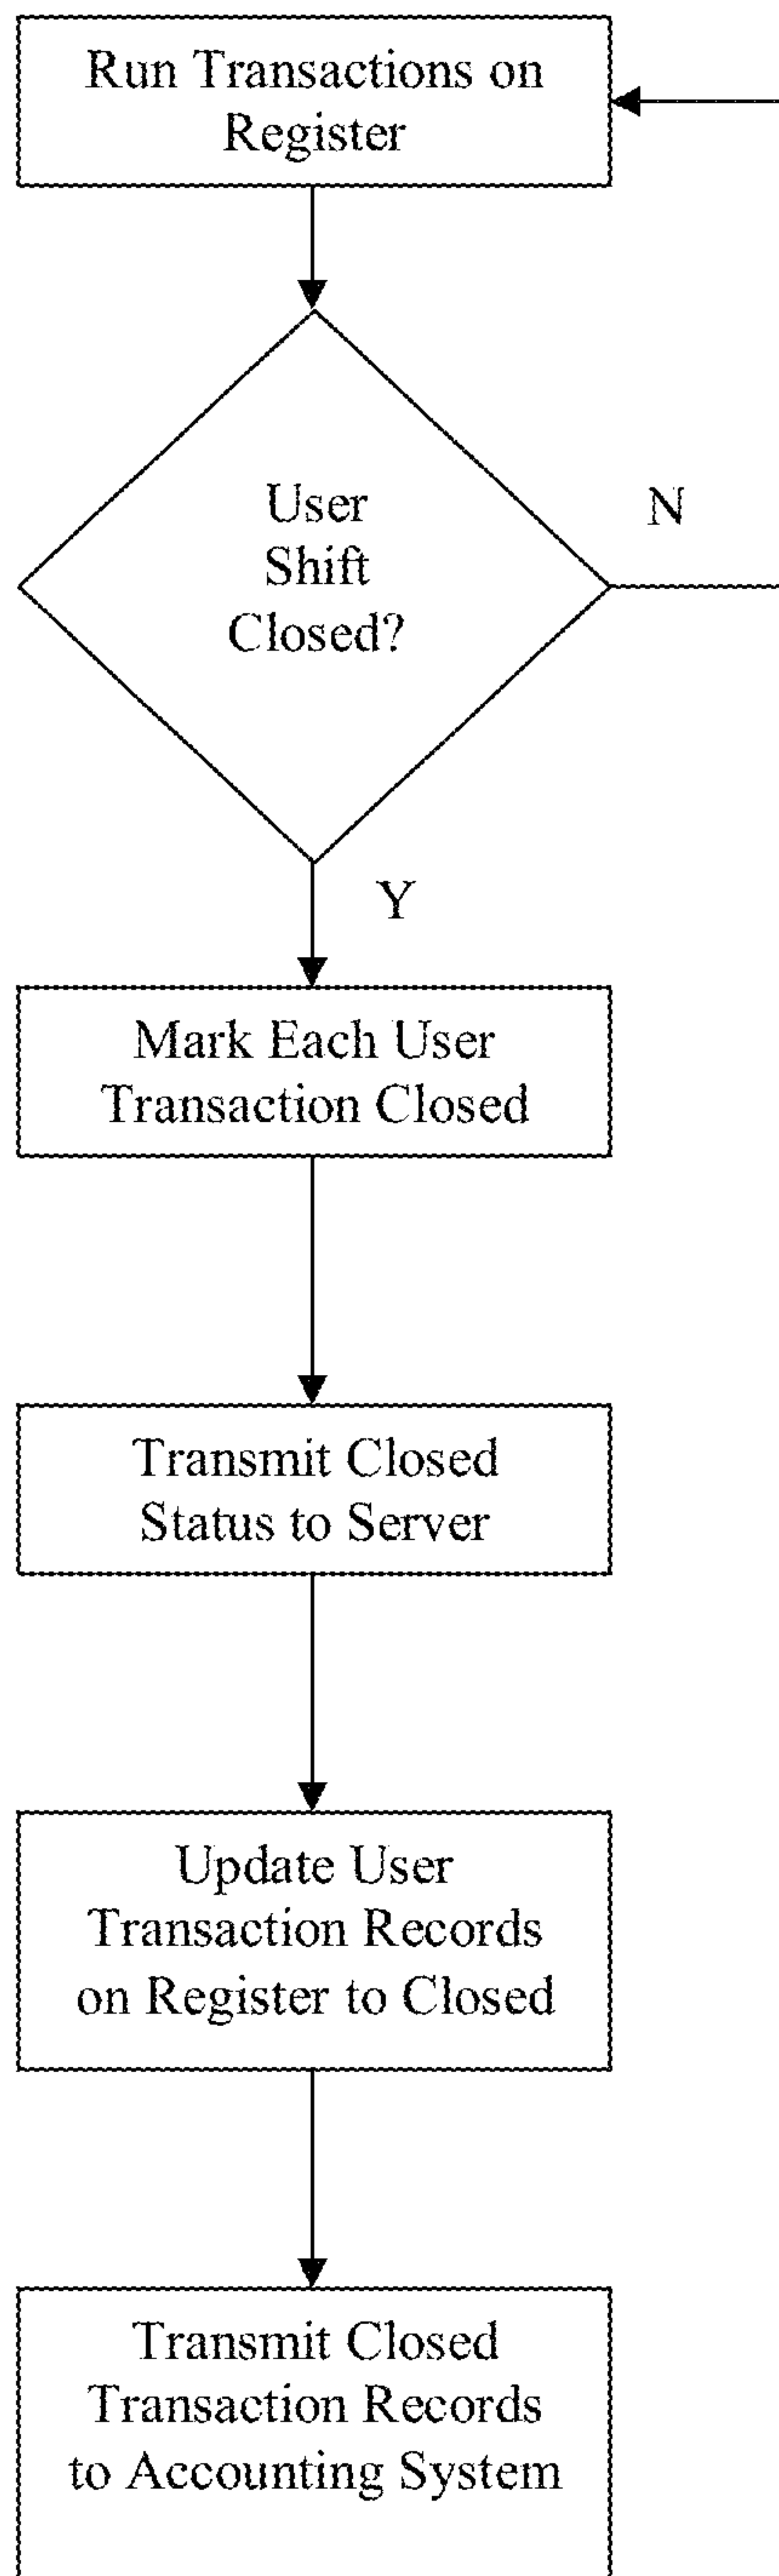 Run Transactions on
Register
User
Shift
Closed?
N
Y
Mark Each User
Transaction Closed
Transmit Closed
Status to Server
Update User
Transaction Records
on Register to Closed
Transmit Closed
Transaction Records
to Accounting System